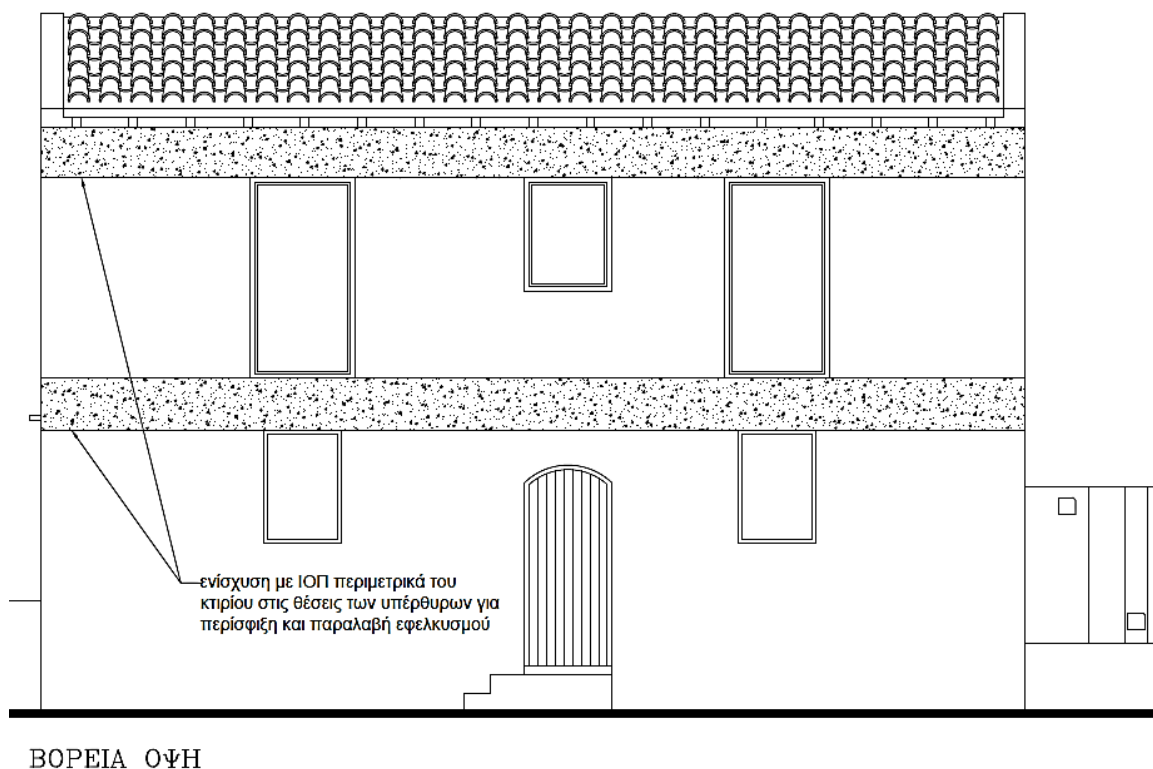 ενίσχυση με ΙΟΠ περιμετρικά του
κτιρίου στις θέσεις των υπέρθυρων για
περίσφιξη και παραλαβή εφελκυσμού
ΒΟΡΕΙΑ ΟΨΗ